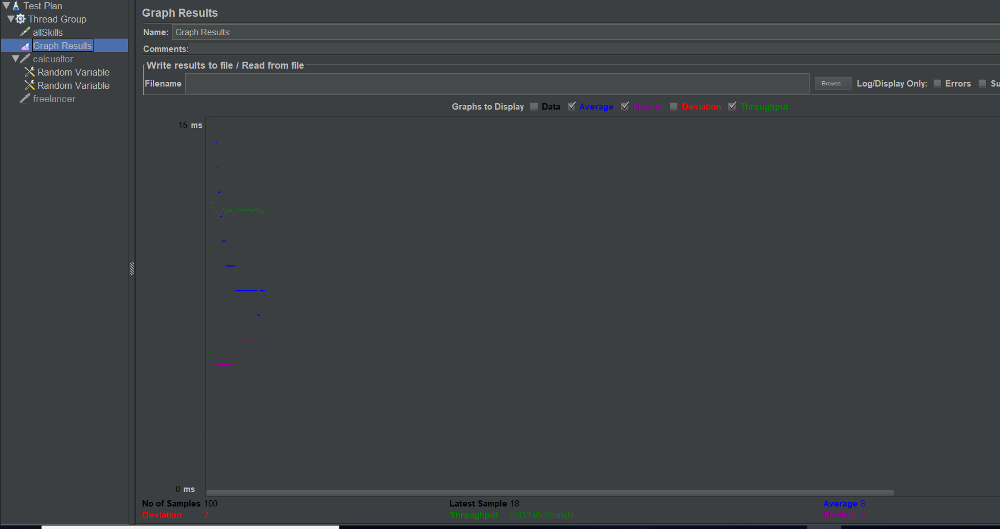 Test Plan
Thread Group
allSkills
Graph Results
calcualtor
Random Variable
Random Variable
freelancer
Graph Results
Name: Graph Results
Comments:
Write results to file / Read from file
Filename Browse... Log/Display Only: Errors Su
Graphs to Display Data Average Median Deviation Throughput
15 ms
0 ms
No of Samples 100 Latest Sample 18 Average 8
Deviation 7 Throughput 5,813.953/minute Median